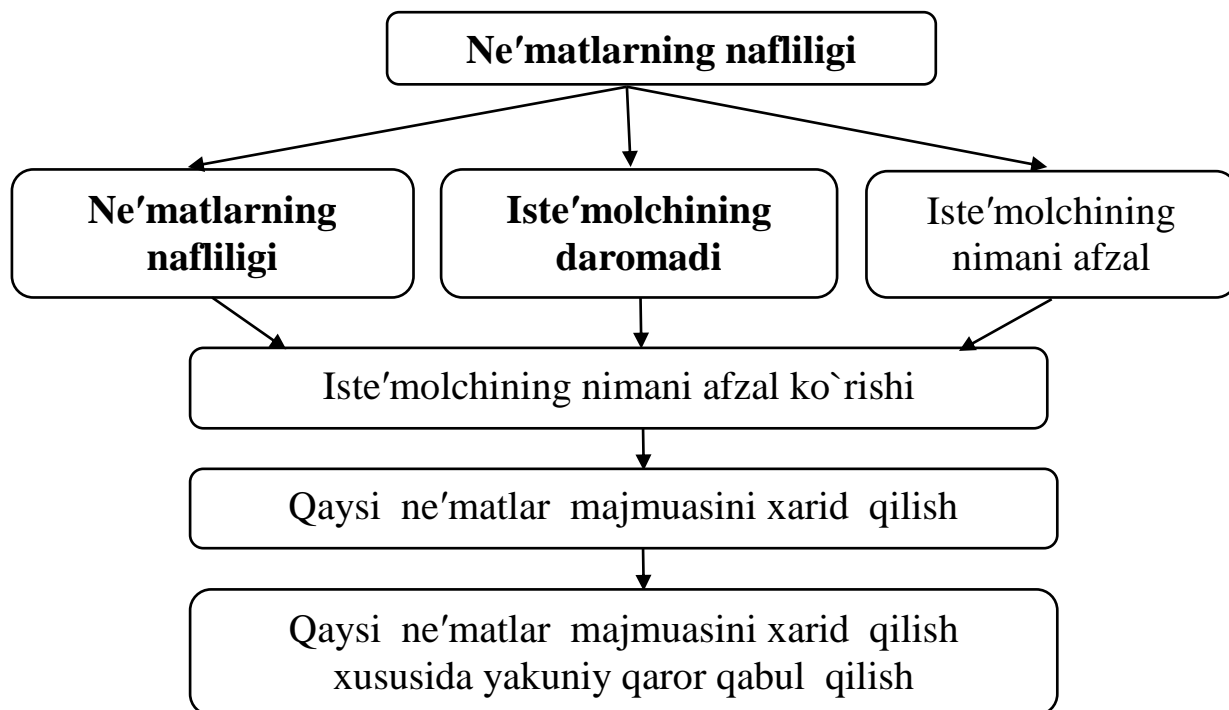 Ne′matlarning nafliligi
Ne′matlarning
nafliligi
Iste′molchining
daromadi
Iste′molchining
nimani afzal
Iste′molchining nimani afzal ko`rishi
Qaysi ne′matlar majmuasini xarid qilish
Qaysi ne′matlar majmuasini xarid qilish
xususida yakuniy qaror qabul qilish